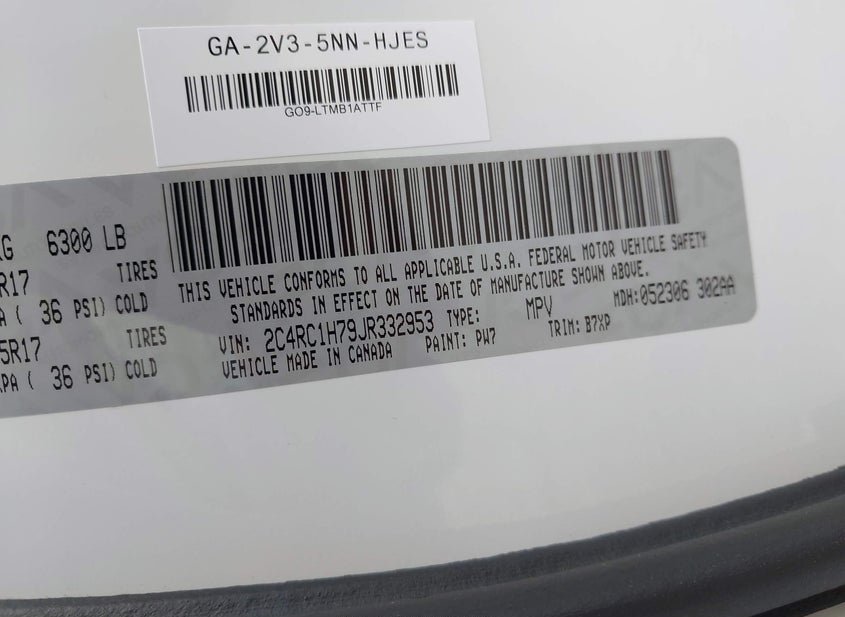 GA-2V3-5NN-HJES
GO9-LTMB1ATTF
6300 LB
R17 TIRES
( 36 PSI) COLD
5R17 TIRES
KPA ( 36 PSI) COLD
THIS VEHICLE CONFORMS TO ALL APPLICABLE U.S.A. FEDERAL MOTOR VEHICLE SAFETY
STANDARDS IN EFFECT ON THE DATE OF MANUFACTURE SHOWN ABOVE.
VIN: 2C4RC1H79JR332953 TYPE: MPV MDH:052306 302AA
VEHICLE MADE IN CANADA PAINT: PW7 TRIM: B7XP